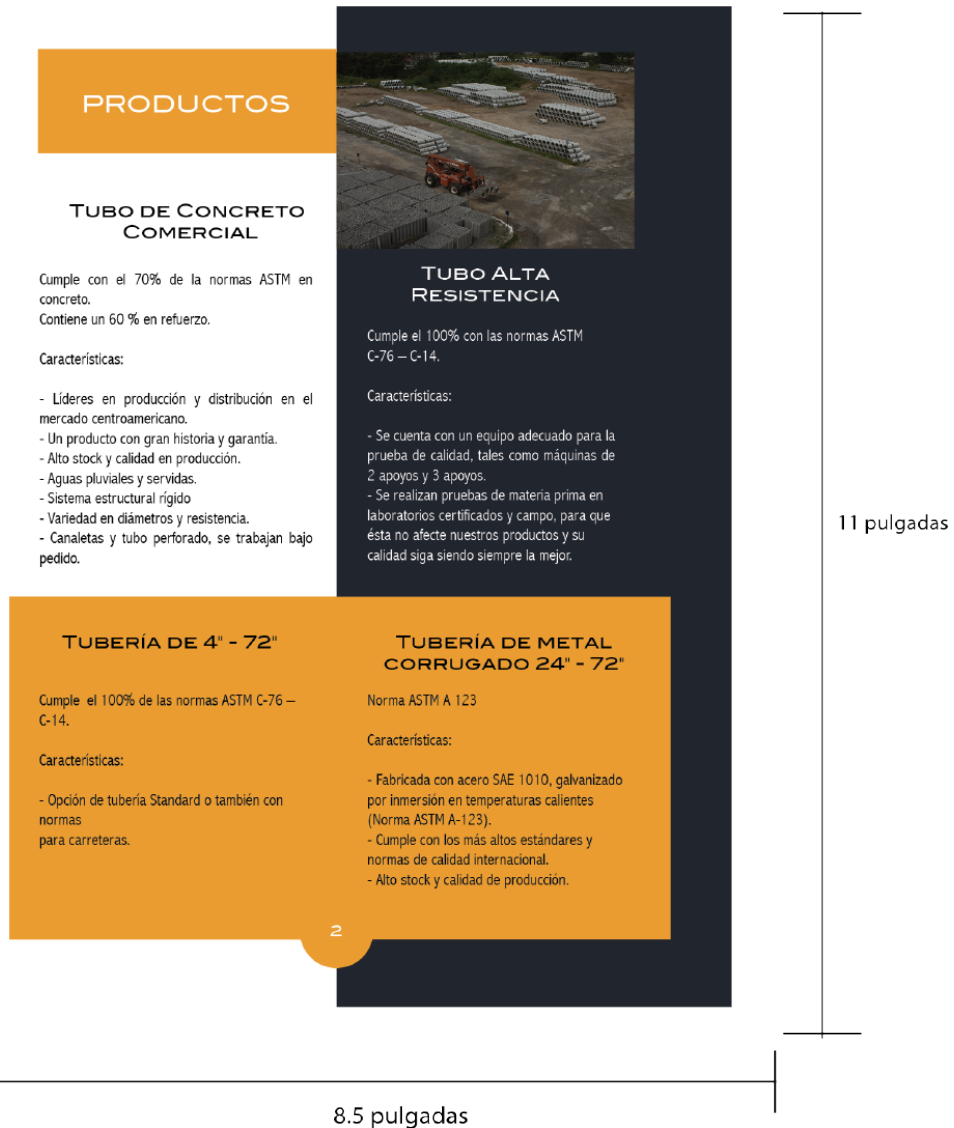 PRODUCTOS
TUBO DE CONCRETO
COMERCIAL
Cumple con el 70% de la normas ASTM en
concreto.
Contiene un 60 % en refuerzo.
Características:
- Líderes en producción y distribución en el
mercado centroamericano.
- Un producto con gran historia y garantía.
- Alto stock y calidad en producción.
- Aguas pluviales y servidas.
- Sistema estructural rígido
- Variedad en diámetros y resistencia.
- Canaletas y tubo perforado, se trabajan bajo
pedido.
TUBO ALTA
RESISTENCIA
Cumple el 100% con las normas ASTM
C-76 – C-14.
Características:
- Se cuenta con un equipo adecuado para la
prueba de calidad, tales como máquinas de
2 apoyos y 3 apoyos.
- Se realizan pruebas de materia prima en
laboratorios certificados y campo, para que
ésta no afecte nuestros productos y su
calidad siga siendo siempre la mejor.
TUBERÍA DE 4" - 72"
Cumple el 100% de las normas ASTM C-76 –
C-14.
Características:
- Opción de tubería Standard o también con
normas
para carreteras.
TUBERÍA DE METAL
CORRUGADO 24" - 72"
Norma ASTM A 123
Características:
- Fabricada con acero SAE 1010, galvanizado
por inmersión en temperaturas calientes
(Norma ASTM A-123).
- Cumple con los más altos estándares y
normas de calidad internacional.
- Alto stock y calidad de producción.
2
11 pulgadas
8.5 pulgadas